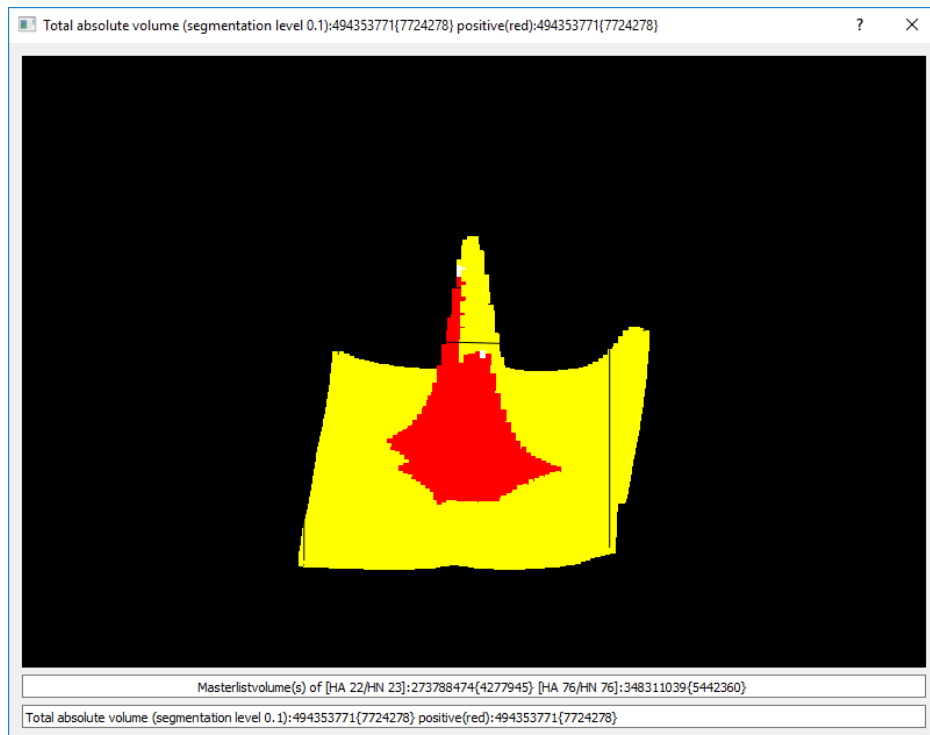 Total absolute volume (segmentation level 0.1):494353771{7724278} positive(red):494353771{7724278}
Masterlistvolume(s) of [HA 22/HN 23]:273788474{4277945} [HA 76/HN 76]:348311039{5442360}
Total absolute volume (segmentation level 0.1):494353771{7724278} positive(red):494353771{7724278}